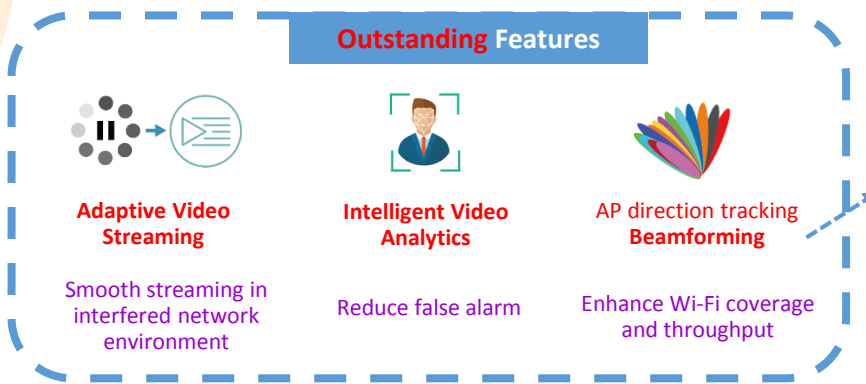 Outstanding Features
Adaptive Video
Streaming
Smooth streaming in
interfered network
environment
Intelligent Video
Analytics
Reduce false alarm
AP direction tracking
Beamforming
Enhance Wi-Fi coverage
and throughput